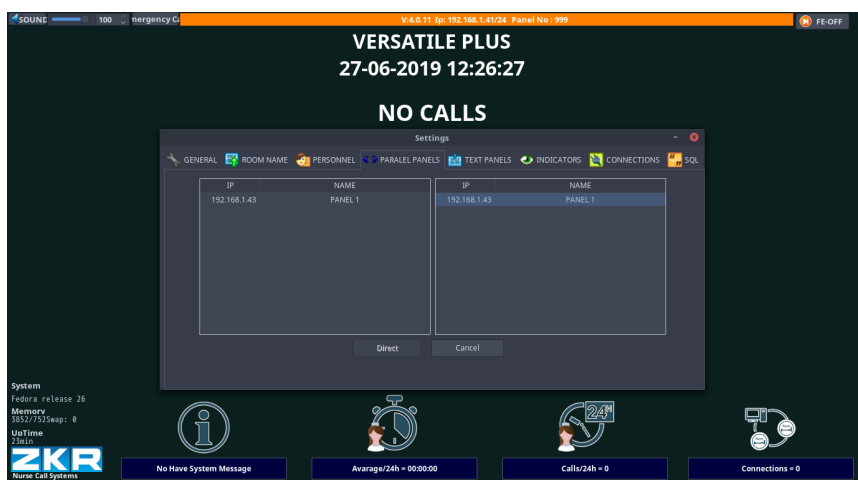 SOUND 100 mergency Ca V:4.0.11 Ip: 192.168.1.41/24 Panel No : 999 FE-OFF
VERSATILE PLUS
27-06-2019 12:26:27
NO CALLS
Settings
GENERAL ROOM NAME PERSONNEL PARALEL PANELS TEXT PANELS INDICATORS CONNECTIONS SQL
IP NAME IP NAME
192.168.1.43 PANEL 1 192.168.1.43 PANEL 1
Direct Cancel
System
Fedora release 26
Memory
3852/7525Swap: 0
UpTime
23min
24H
ZKR
Nurse Call Systems
No Have System Message Avarage/24h = 00:00:00 Calls/24h = 0 Connections = 0